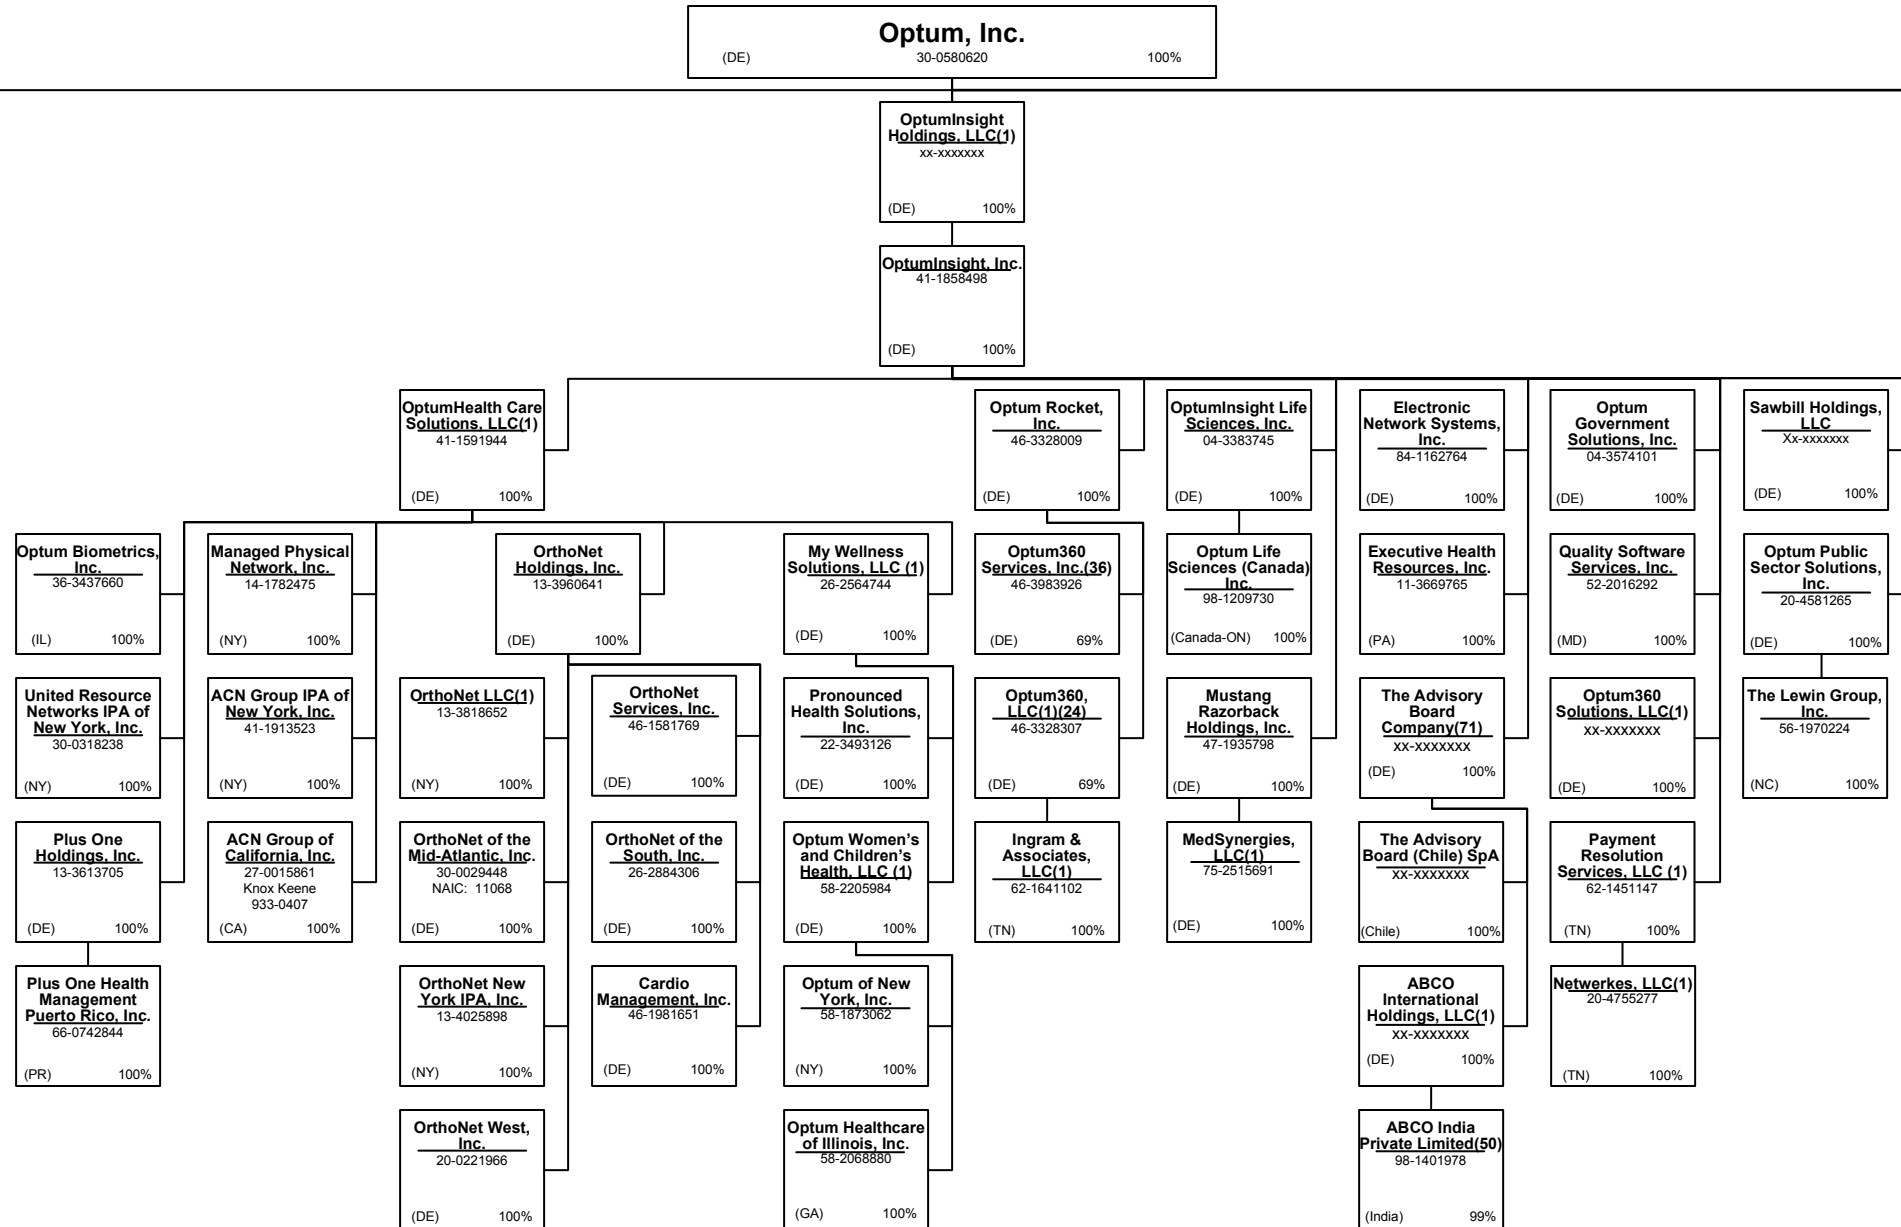 Optum, Inc.
(DE) 30-0580620 100%
OptumInsight
Holdings, LLC(1)
xx-xxxxxxx
(DE) 100%
OptumInsight, Inc.
41-1858498
(DE) 100%
OptumHealth Care
Solutions, LLC(1)
41-1591944
(DE) 100%
Optum Rocket,
Inc.
46-3328009
(DE) 100%
OptumInsight Life
Sciences, Inc.
04-3383745
(DE) 100%
Electronic
Network Systems,
Inc.
84-1162764
(DE) 100%
Optum
Government
Solutions, Inc.
04-3574101
(DE) 100%
Sawbill Holdings,
LLC
Xx-xxxxxxx
(DE) 100%
Optum Biometrics,
Inc.
36-3437660
(IL) 100%
Managed Physical
Network, Inc.
14-1782475
(NY) 100%
OrthoNet
Holdings, Inc.
13-3960641
(DE) 100%
My Wellness
Solutions, LLC (1)
26-2564744
(DE) 100%
Optum360
Services, Inc.(36)
46-3983926
(DE) 69%
Optum Life
Sciences (Canada)
Inc.
98-1209730
(Canada-ON) 100%
Executive Health
Resources, Inc.
11-3669765
(PA) 100%
Quality Software
Services, Inc.
52-2016292
(MD) 100%
Optum Public
Sector Solutions,
Inc.
20-4581265
(DE) 100%
United Resource
Networks IPA of
New York, Inc.
30-0318238
(NY) 100%
ACN Group IPA of
New York, Inc.
41-1913523
(NY) 100%
OrthoNet LLC(1)
13-3818652
(NY) 100%
OrthoNet
Services, Inc.
46-1581769
(DE) 100%
Pronounced
Health Solutions,
Inc.
22-3493126
(DE) 100%
Optum360,
LLC(1)(24)
46-3328307
(DE) 69%
Mustang
Razorback
Holdings, Inc.
47-1935798
(DE) 100%
The Advisory
Board
Company(71)
xx-xxxxxxx
(DE) 100%
Optum360
Solutions, LLC(1)
xx-xxxxxxx
(DE) 100%
The Lewin Group,
Inc.
56-1970224
(NC) 100%
Plus One
Holdings, Inc.
13-3613705
(DE) 100%
ACN Group of
California, Inc.
27-0015861
Knox Keene
933-0407
(CA) 100%
OrthoNet of the
Mid-Atlantic, Inc.
30-0029448
NAIC: 11068
(DE) 100%
OrthoNet of the
South, Inc.
26-2884306
(DE) 100%
Optum Women’s
and Children’s
Health, LLC (1)
58-2205984
(DE) 100%
Ingram &
Associates,
LLC(1)
62-1641102
(TN) 100%
MedSynergies,
LLC(1)
75-2515691
(DE) 100%
The Advisory
Board (Chile) SpA
xx-xxxxxxx
(Chile) 100%
Payment
Resolution
Services, LLC (1)
62-1451147
(TN) 100%
Plus One Health
Management
Puerto Rico, Inc.
66-0742844
(PR) 100%
OrthoNet New
York IPA, Inc.
13-4025898
(NY) 100%
Cardio
Management, Inc.
46-1981651
(DE) 100%
Optum of New
York, Inc.
58-1873062
(NY) 100%
ABCO
International
Holdings, LLC(1)
xx-xxxxxxx
(DE) 100%
Netwerkes, LLC(1)
20-4755277
(TN) 100%
OrthoNet West,
Inc.
20-0221966
(DE) 100%
Optum Healthcare
of Illinois, Inc.
58-2068880
(GA) 100%
ABCO India
Private Limited(50)
98-1401978
(India) 99%